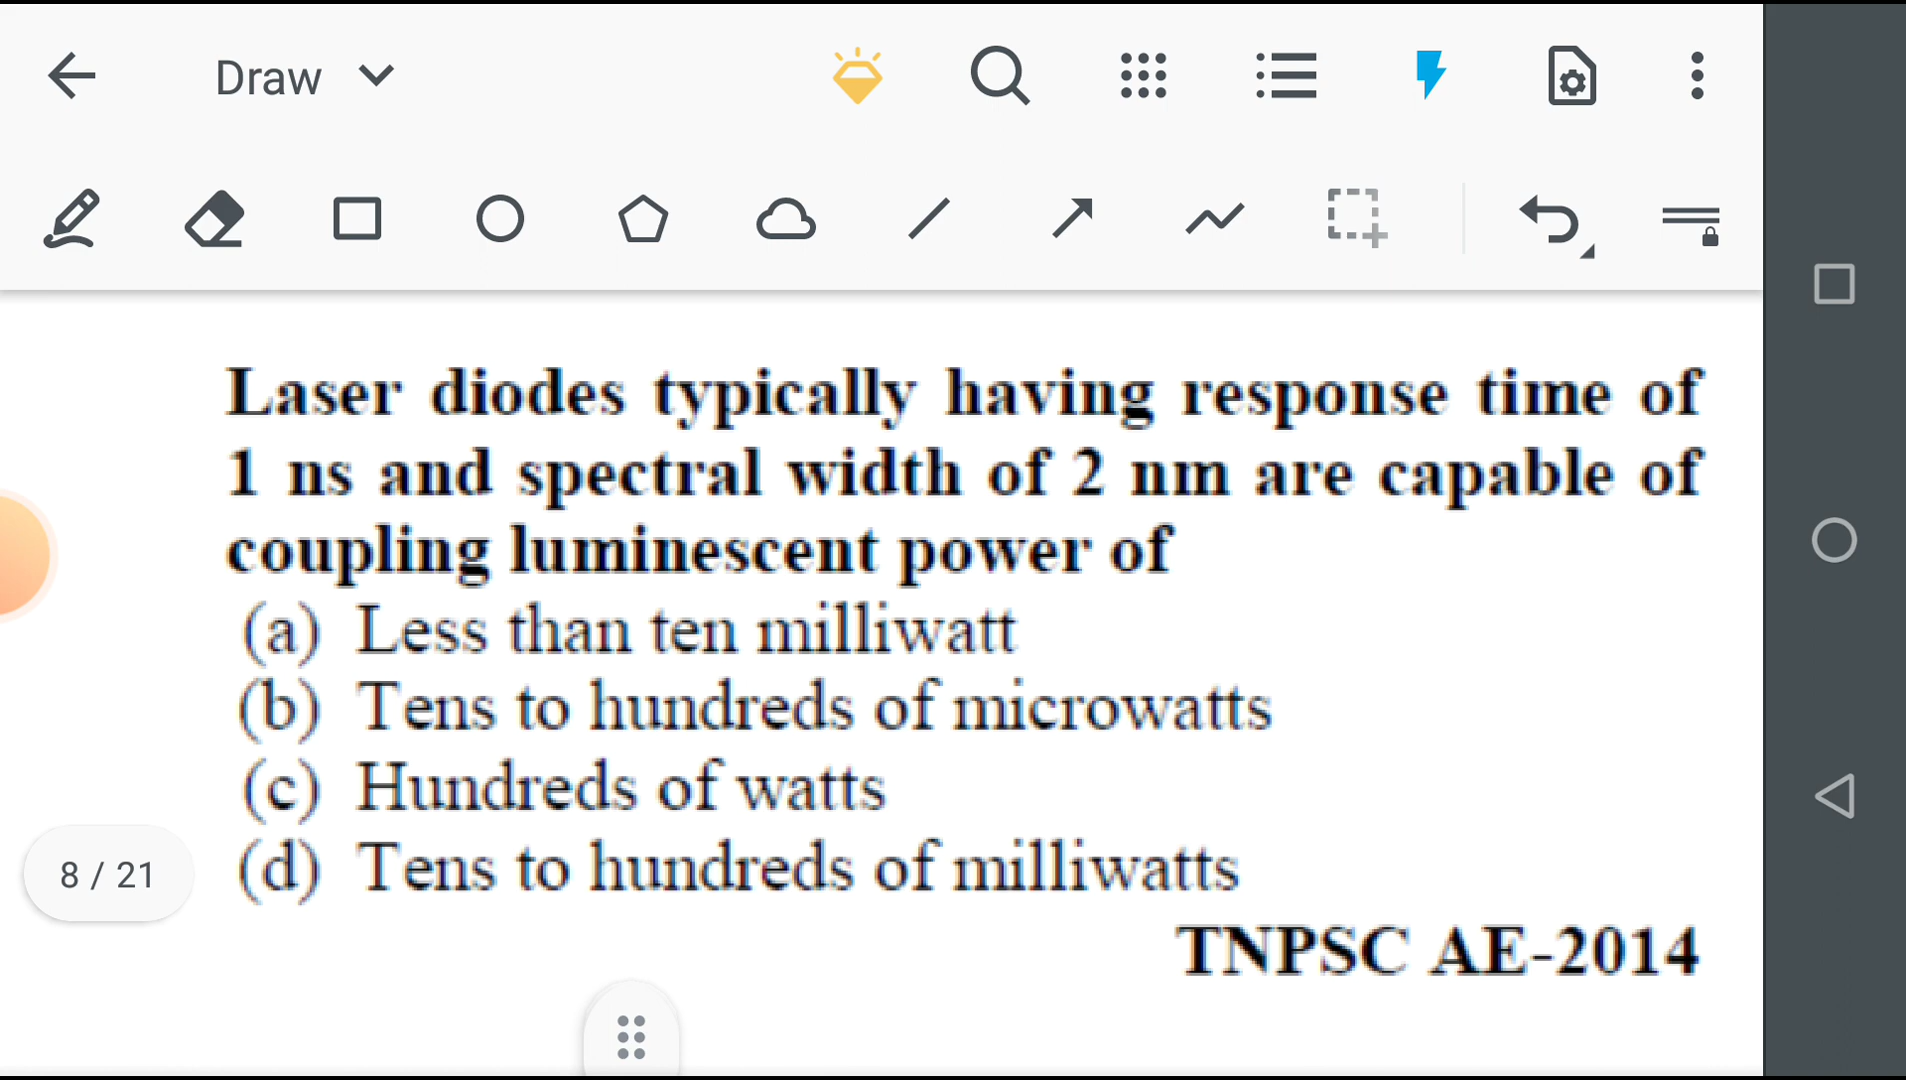 Draw
Laser diodes typically having response time of
1 ns and spectral width of 2 nm are capable of
coupling luminescent power of
(a) Less than ten milliwatt
(b) Tens to hundreds of microwatts
(c) Hundreds of watts
(d) Tens to hundreds of milliwatts
8 / 21
TNPSC AE-2014